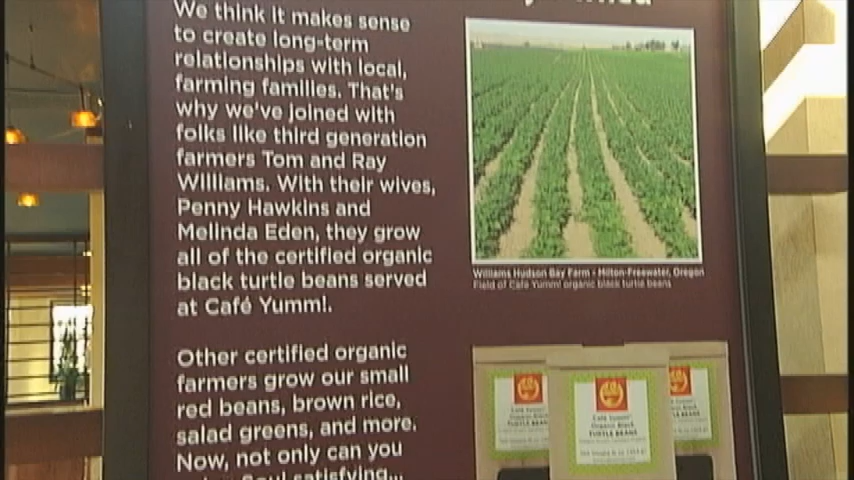 We think it makes sense
to create long-term
relationships with local,
farming families. That's
why we've joined with
folks like third generation
farmers Tom and Ray
Williams. With their wives,
Penny Hawkins and
Melinda Eden, they grow
all of the certified organic
black turtle beans served
at Café Yumm!.
Other certified organic
farmers grow our small
red beans, brown rice,
salad greens, and more.
Now, not only can you
Soul satisfying...
Williams Hudson Bay Farm - Milton-Freewater, Oregon
Field of Café Yumm! organic black turtle beans
Café Yumm!
Organic Black
TURTLE BEANS